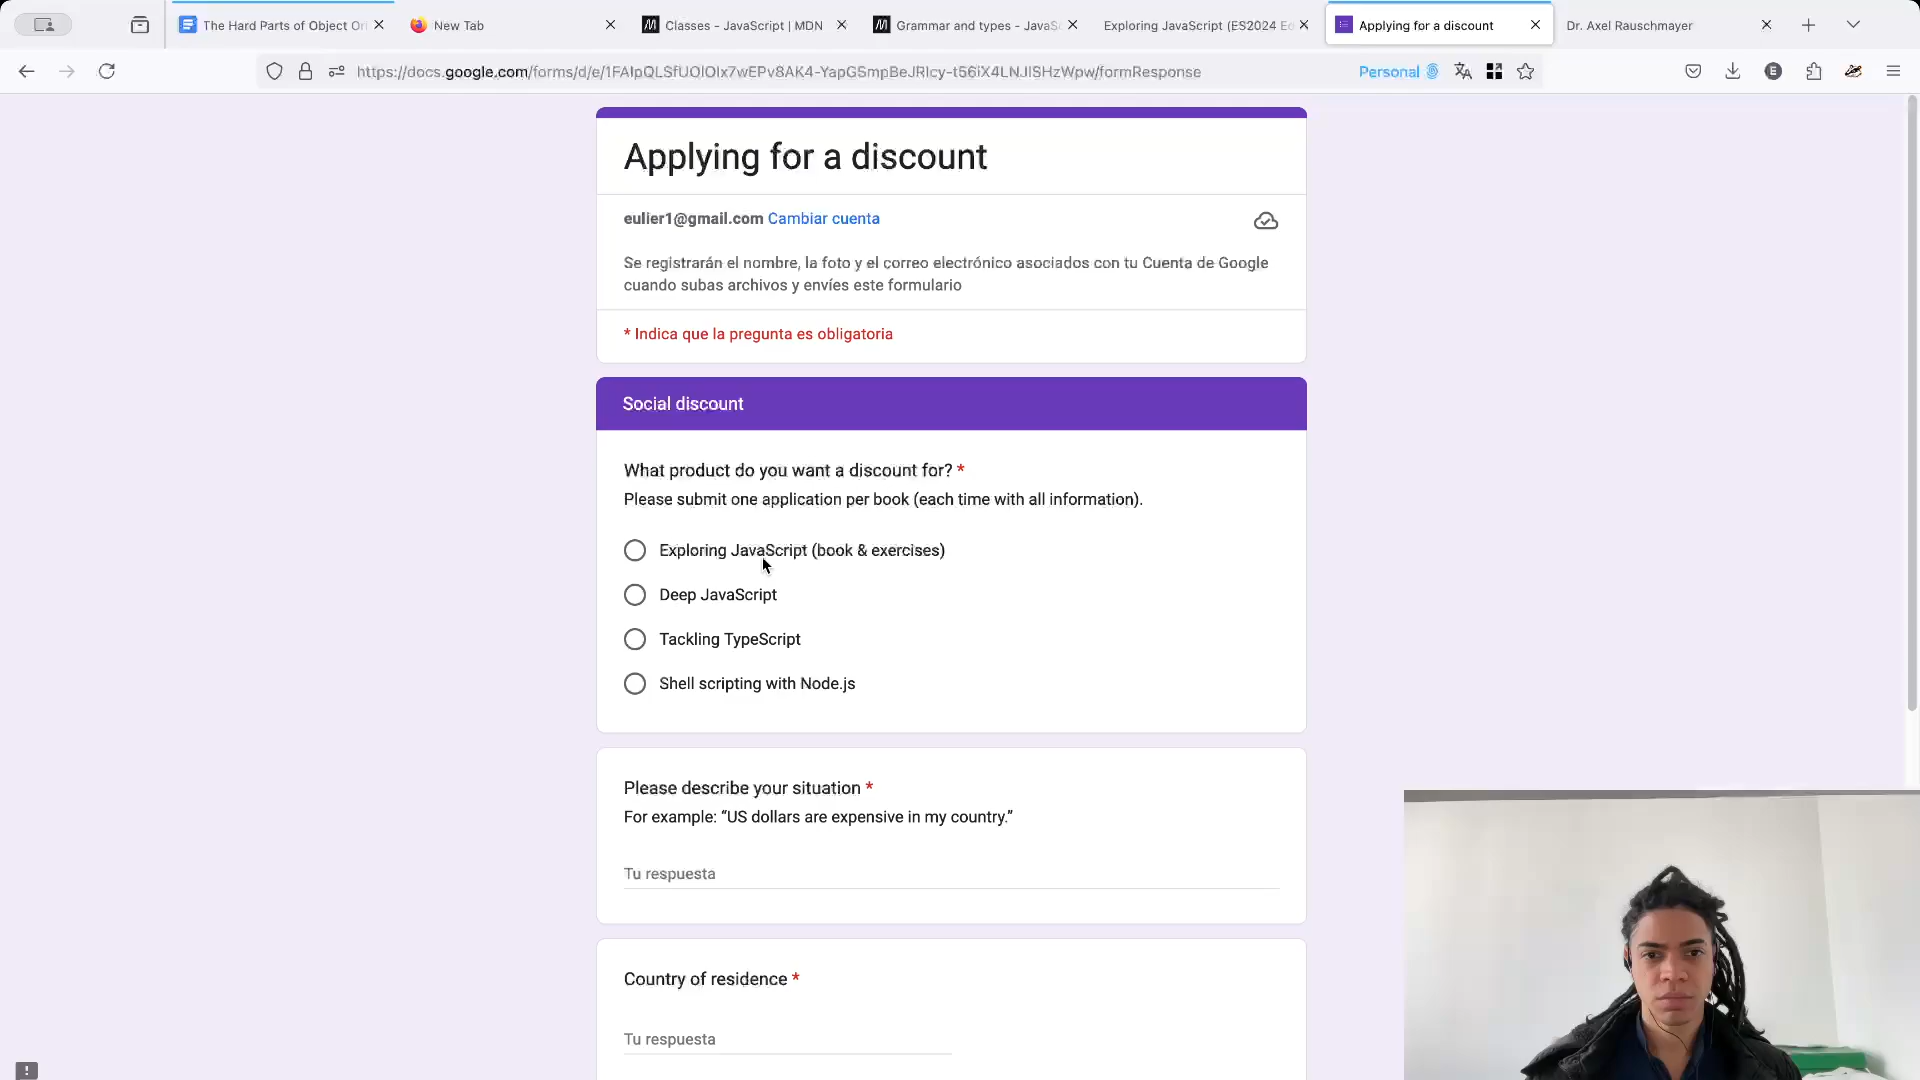 The Hard Parts of Object Or
New Tab
Classes - JavaScript | MDN
Grammar and types - JavaSc
Exploring JavaScript (ES2024 Ed
Applying for a discount
Dr. Axel Rauschmayer
Personal
E
Applying for a discount
eulier1@gmail.com Cambiar cuenta
Se registrarán el nombre, la foto y el correo electrónico asociados con tu Cuenta de Google
cuando subas archivos y envíes este formulario
* Indica que la pregunta es obligatoria
Social discount
What product do you want a discount for? *
Please submit one application per book (each time with all information).
Exploring JavaScript (book & exercises)
Deep JavaScript
Tackling TypeScript
Shell scripting with Node.js
Please describe your situation *
For example: “US dollars are expensive in my country.”
Tu respuesta
Country of residence *
Tu respuesta